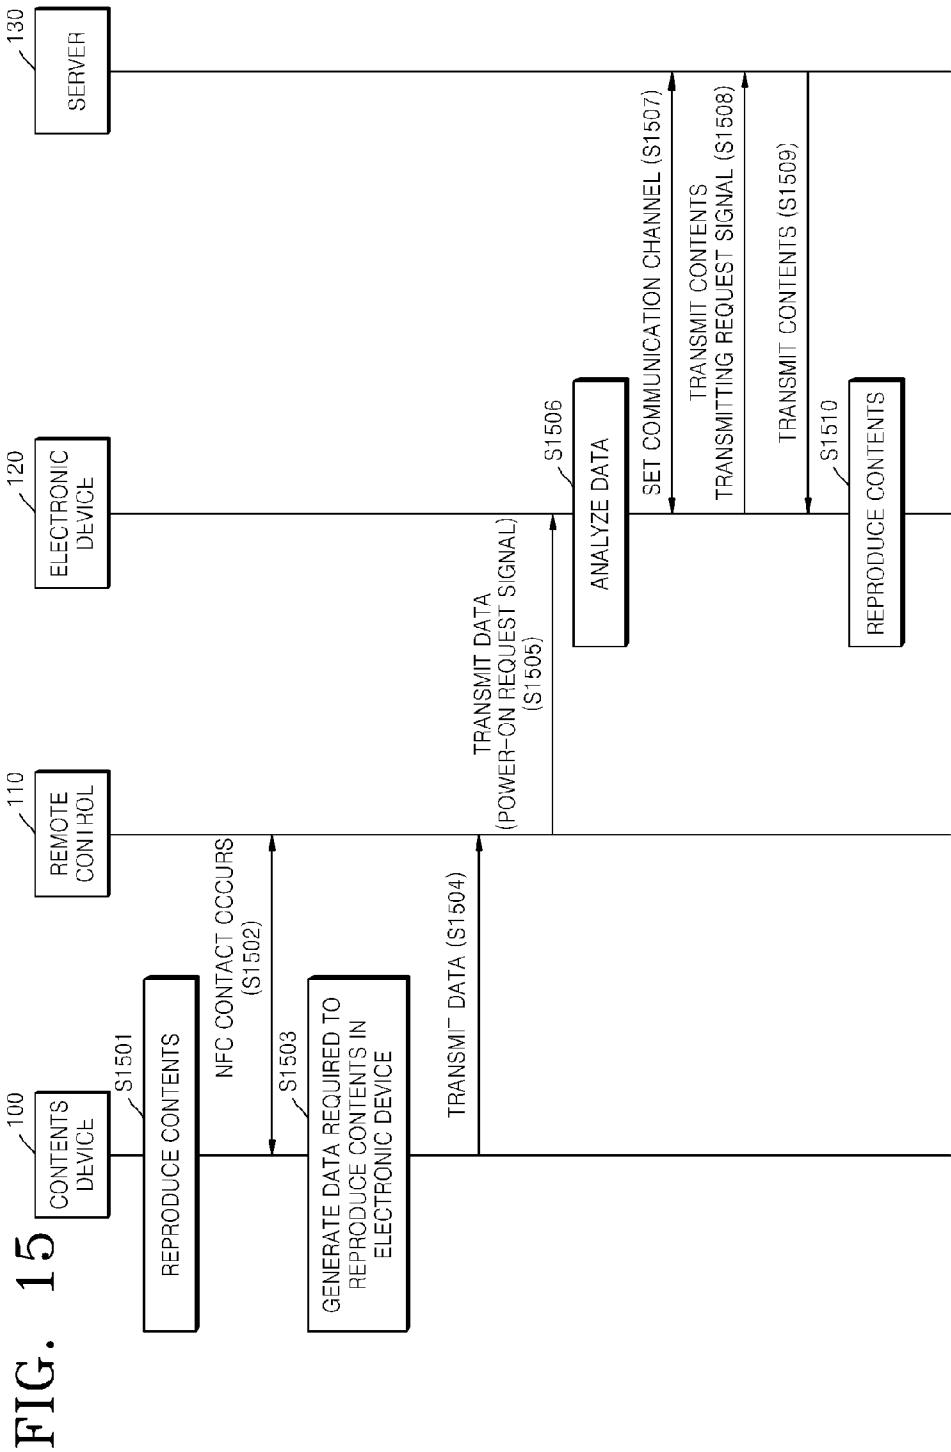 FIG. 15
100
CONTENTS
DEVICE
110
REMOTE
CONTROL
120
ELECTRONIC
DEVICE
130
SERVER
S1501
REPRODUCE CONTENTS
NFC CONTACT OCCURS
(S1502)
S1503
GENERATE DATA REQUIRED TO
REPRODUCE CONTENTS IN
ELECTRONIC DEVICE
TRANSMIT DATA (S1504)
TRANSMIT DATA
(POWER-ON REQUEST SIGNAL)
(S1505)
S1506
ANALYZE DATA
SET COMMUNICATION CHANNEL (S1507)
TRANSMIT CONTENTS
TRANSMITTING REQUEST SIGNAL (S1508)
TRANSMIT CONTENTS (S1509)
S1510
REPRODUCE CONTENTS